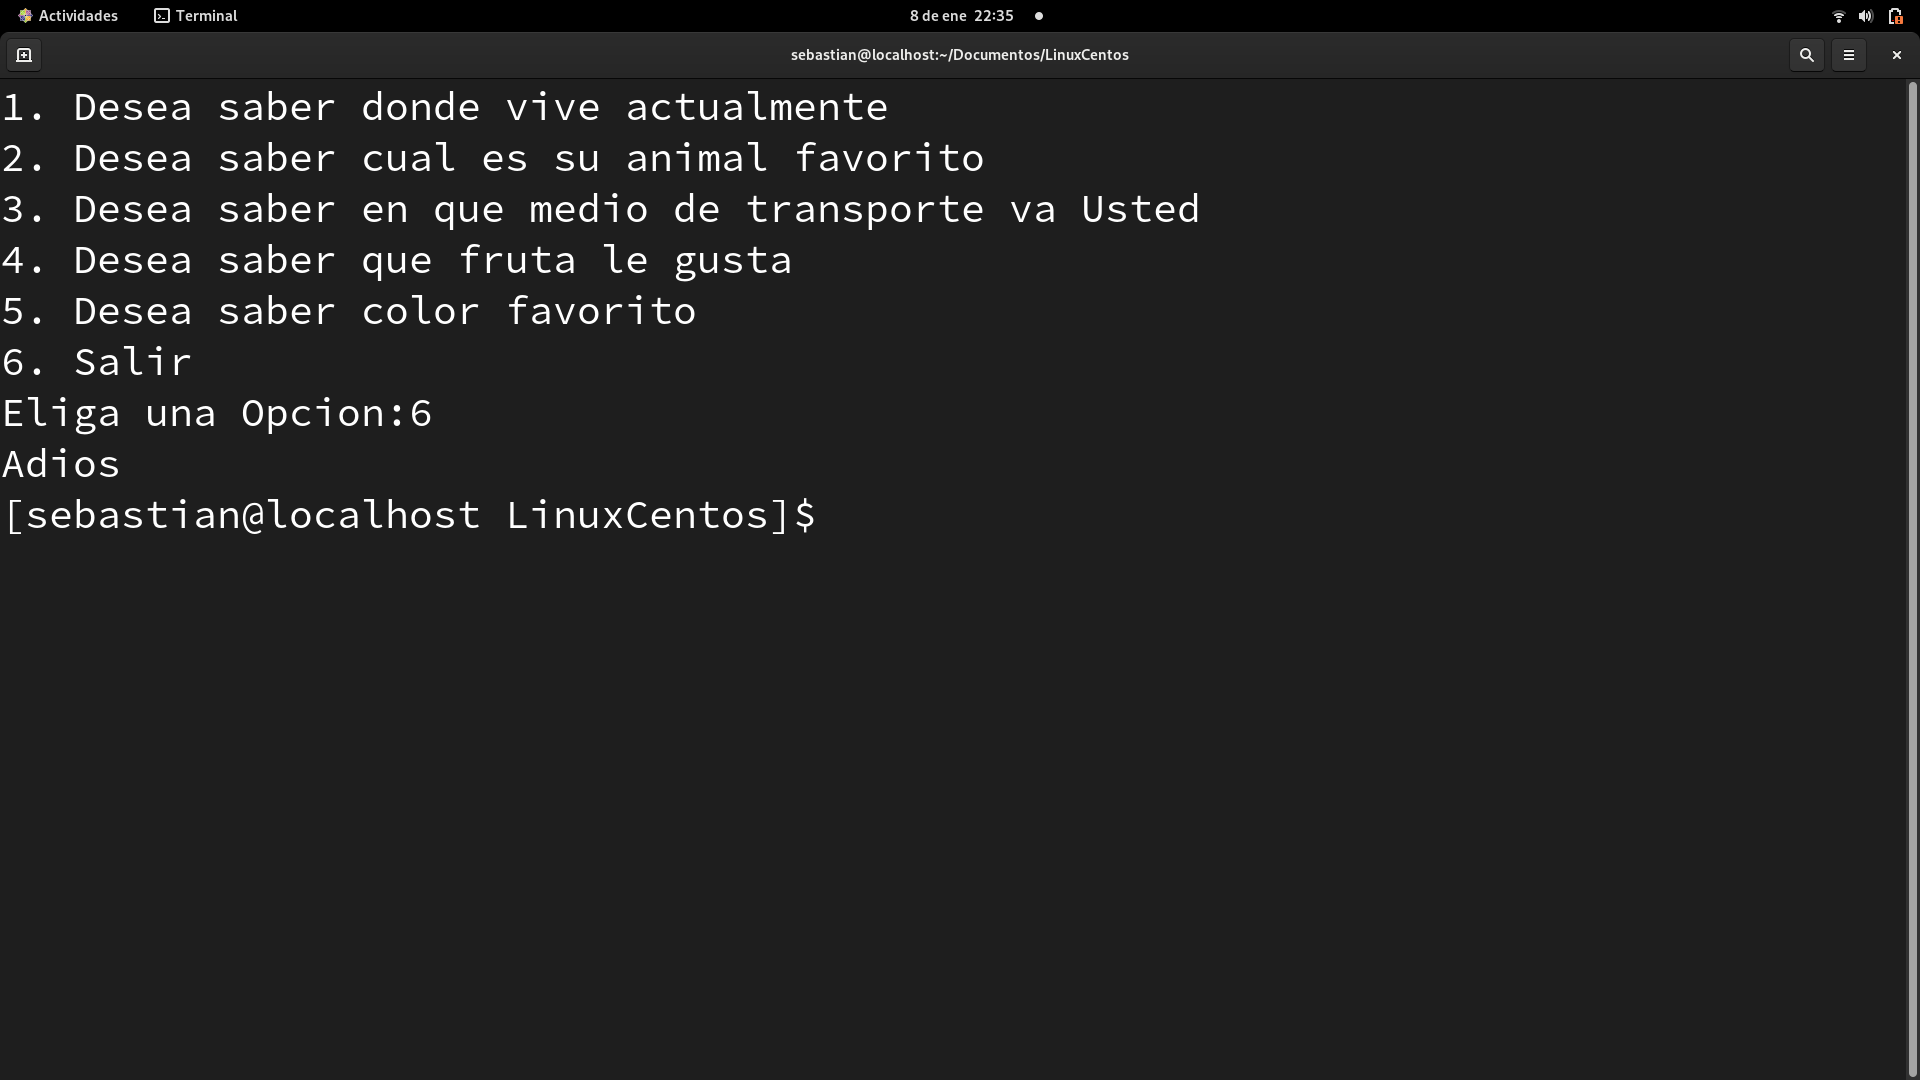 Actividades Terminal 8 de ene 22:35
sebastian@localhost:~/Documentos/LinuxCentos
1. Desea saber donde vive actualmente
2. Desea saber cual es su animal favorito
3. Desea saber en que medio de transporte va Usted
4. Desea saber que fruta le gusta
5. Desea saber color favorito
6. Salir
Eliga una Opcion:6
Adios
[sebastian@localhost LinuxCentos]$